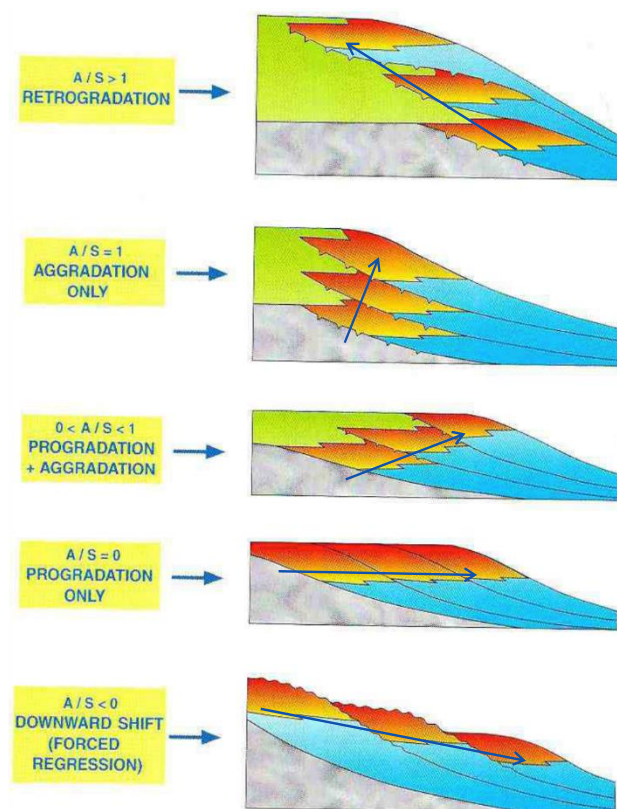 A / S > 1
RETROGRADATION
A / S = 1
AGGRADATION
ONLY
0 < A / S < 1
PROGRADATION
+ AGGRADATION
A / S = 0
PROGRADATION
ONLY
A / S < 0
DOWNWARD SHIFT
(FORCED
REGRESSION)